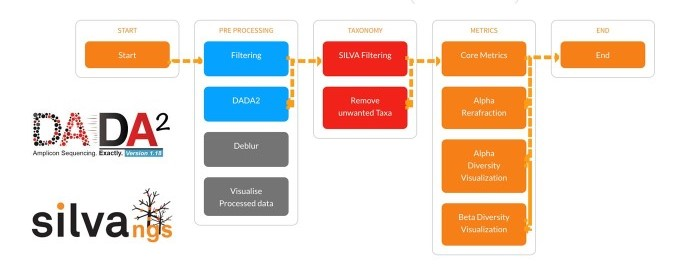 START
PRE PROCESSING
TAXONOMY
METRICS
END
Start
Filtering
SILVA Filtering
Core Metrics
End
DADA2
Remove
unwanted Taxa
Alpha
Rerafraction
Deblur
Alpha
Diversity
Visualization
Visualise
Processed data
Beta Diversity
Visualization
DADA2
Amplicon Sequencing. Exactly. Version 1.18
silva
ngs